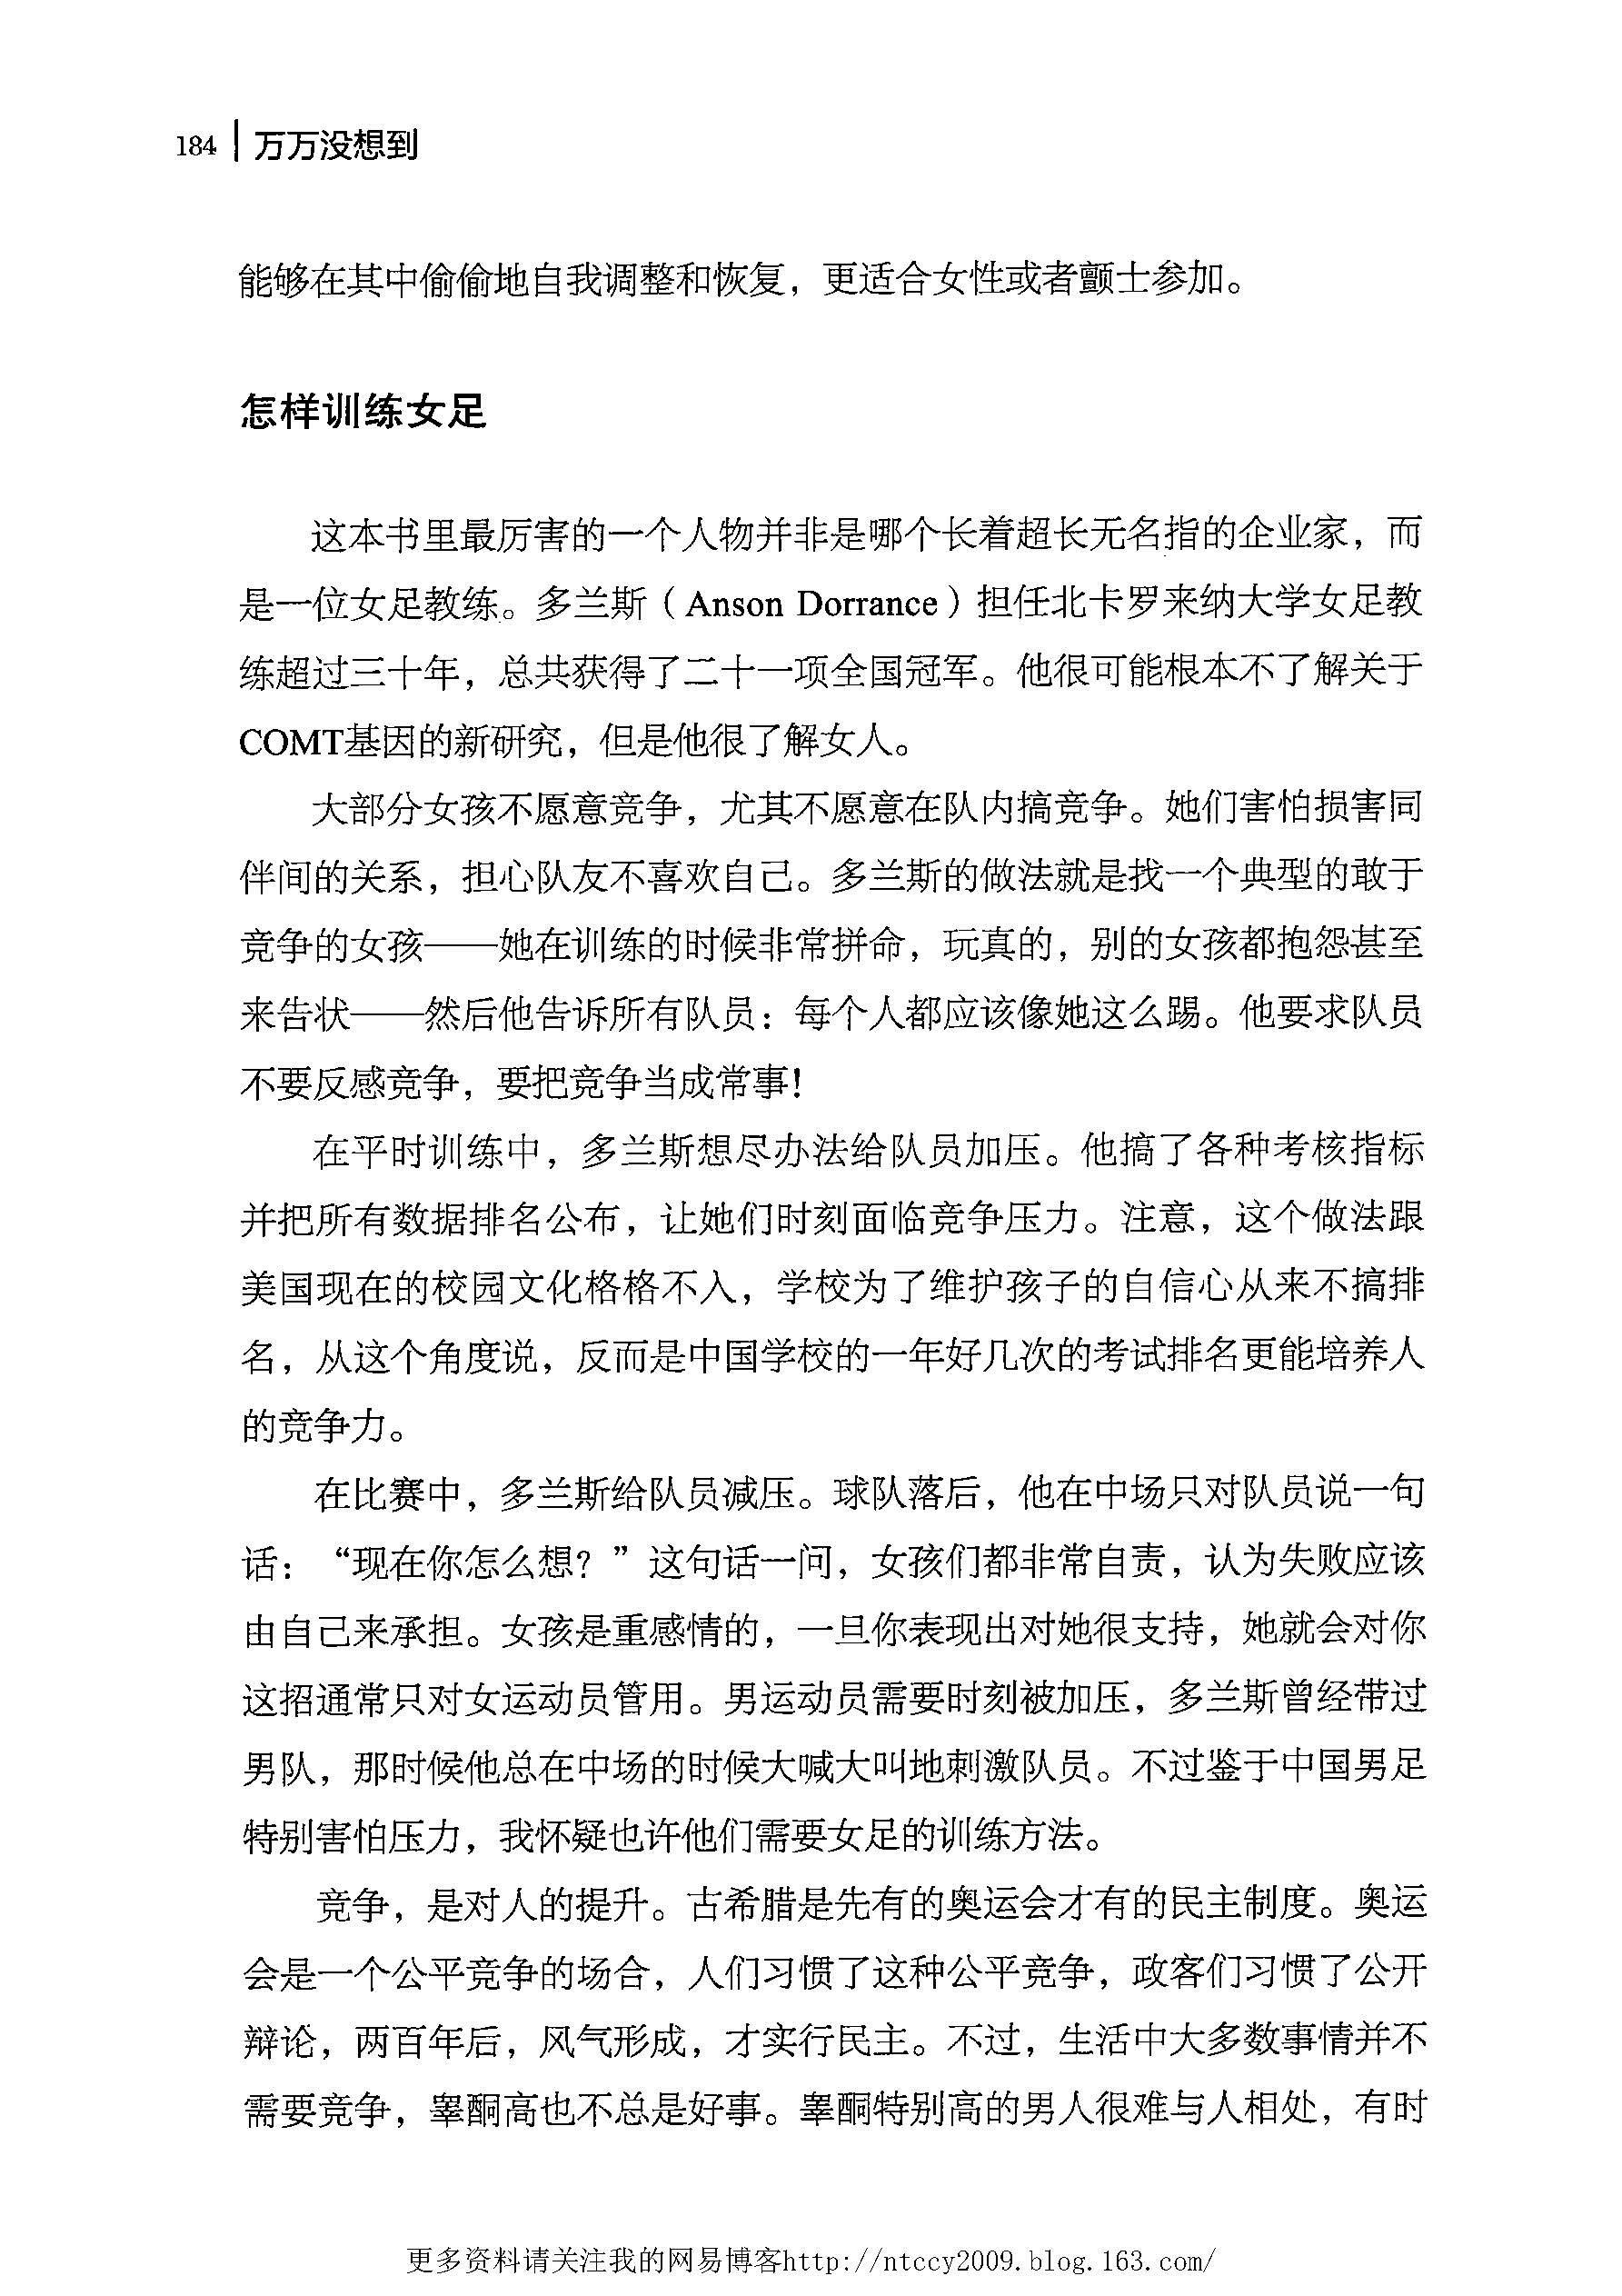 184 | 万万没想到
能够在其中偷偷地自我调整和恢复，更适合女性或者颤士参加。
怎样训练女足
这本书里最厉害的一个人物并非是哪个长着超长无名指的企业家，而
是一位女足教练。多兰斯（Anson Dorrance）担任北卡罗来纳大学女足教
练超过三十年，总共获得了二十一项全国冠军。他很可能根本不了解关于
COMT基因的新研究，但是他很了解女人。
大部分女孩不愿意竞争，尤其不愿意在队内搞竞争。她们害怕损害同
伴间的关系，担心队友不喜欢自己。多兰斯的做法就是找一个典型的敢于
竞争的女孩——她在训练的时候非常拼命，玩真的，别的女孩都抱怨甚至
来告状——然后他告诉所有队员：每个人都应该像她这么踢。他要求队员
不要反感竞争，要把竞争当成常事！
在平时训练中，多兰斯想尽办法给队员加压。他搞了各种考核指标
并把所有数据排名公布，让她们时刻面临竞争压力。注意，这个做法跟
美国现在的校园文化格格不入，学校为了维护孩子的自信心从来不搞排
名，从这个角度说，反而是中国学校的一年好几次的考试排名更能培养人
的竞争力。
在比赛中，多兰斯给队员减压。球队落后，他在中场只对队员说一句
话：“现在你怎么想？”这句话一问，女孩们都非常自责，认为失败应该
由自己来承担。女孩是重感情的，一旦你表现出对她很支持，她就会对你
这招通常只对女运动员管用。男运动员需要时刻被加压，多兰斯曾经带过
男队，那时候他总在中场的时候大喊大叫地刺激队员。不过鉴于中国男足
特别害怕压力，我怀疑也许他们需要女足的训练方法。
竞争，是对人的提升。古希腊是先有的奥运会才有的民主制度。奥运
会是一个公平竞争的场合，人们习惯了这种公平竞争，政客们习惯了公开
辩论，两百年后，风气形成，才实行民主。不过，生活中大多数事情并不
需要竞争，睾酮高也不总是好事。睾酮特别高的男人很难与人相处，有时
更多资料请关注我的网易博客http://ntccy2009.blog.163.com/